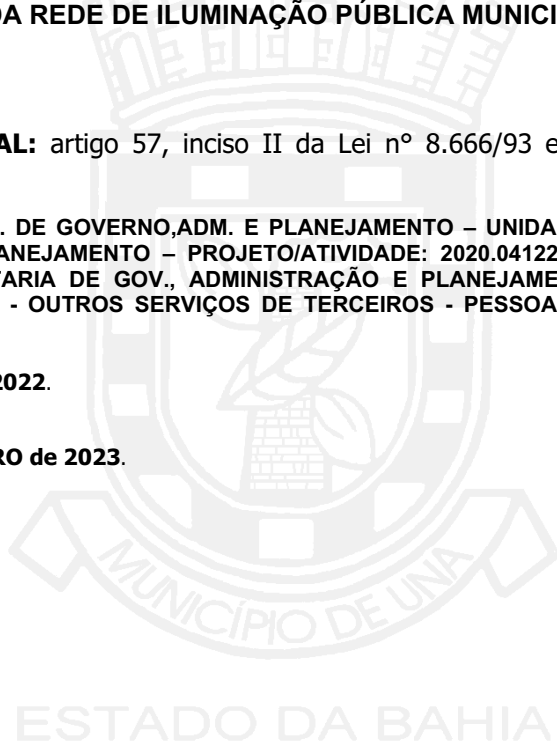 DA REDE DE ILUMINAÇÃO PÚBLICA MUNICI
AL: artigo 57, inciso II da Lei n° 8.666/93 e
. DE GOVERNO,ADM. E PLANEJAMENTO – UNIDA
ANEJAMENTO – PROJETO/ATIVIDADE: 2020.04122
TARIA DE GOV., ADMINISTRAÇÃO E PLANEJAME
- OUTROS SERVIÇOS DE TERCEIROS - PESSOA
2022.
RO de 2023.
MUNICÍPIO DE UNA
ESTADO DA BAHIA